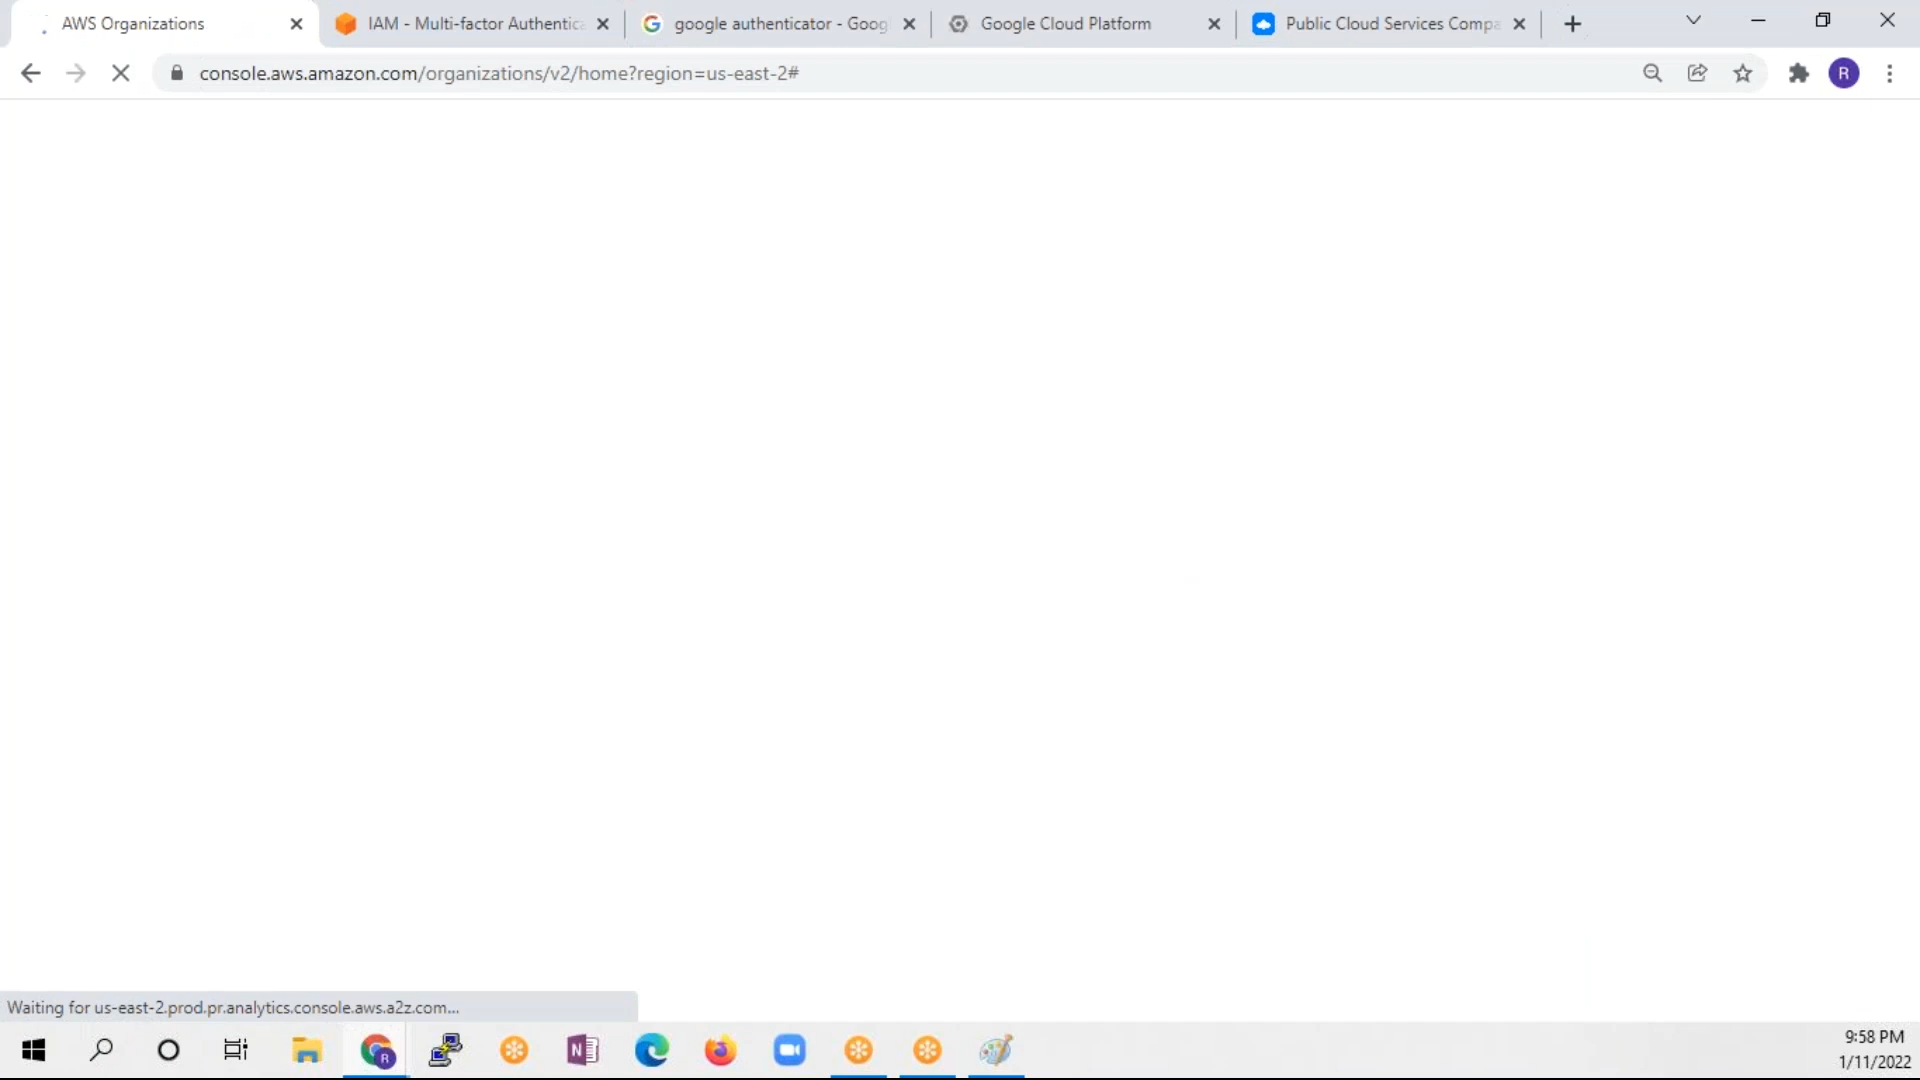 AWS Organizations
IAM - Multi-factor Authentic
google authenticator - Goog
Google Cloud Platform
Public Cloud Services Compa
console.aws.amazon.com/organizations/v2/home?region=us-east-2#
R
Waiting for us-east-2.prod.pr.analytics.console.aws.a2z.com...
R
N
9:58 PM
1/11/2022